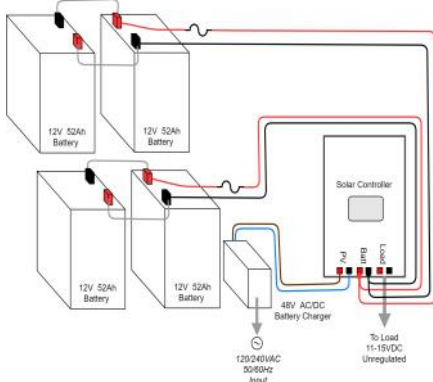 12V 52Ah
Battery
12V 52Ah
Battery
Solar Controller
PV
Batt
Load
12V 52Ah
Battery
12V 52Ah
Battery
48V AC/DC
Battery Charger
To Load
11-15VDC
Unregulated
120/240VAC
50/60Hz
Input